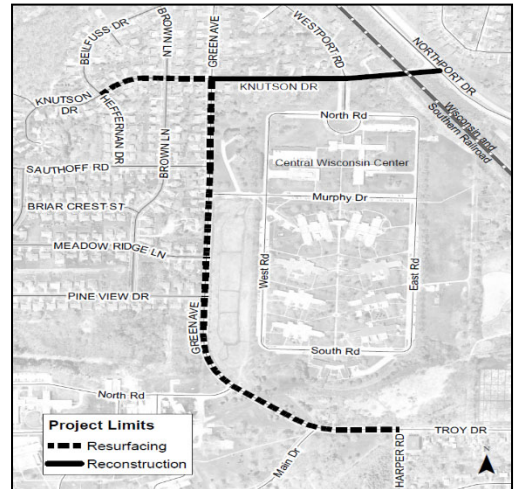 BEILFUSS DR
BROWN LN
GREEN AVE
WESTPORT RD
NORTHPORT DR
KNUTSON
DR
KNUTSON DR
HEFFERNAN DR
Wisconsin and
Southern Railroad
North Rd
BROWN LN
Central Wisconsin Center
SAUTHOFF RD
Murphy Dr
BRIAR CREST ST
MEADOW RIDGE LN
West Rd
East Rd
PINE VIEW DR
GREEN AVE
South Rd
North Rd
Project Limits
Resurfacing
Reconstruction
Main Dr
HARPER RD
TROY DR